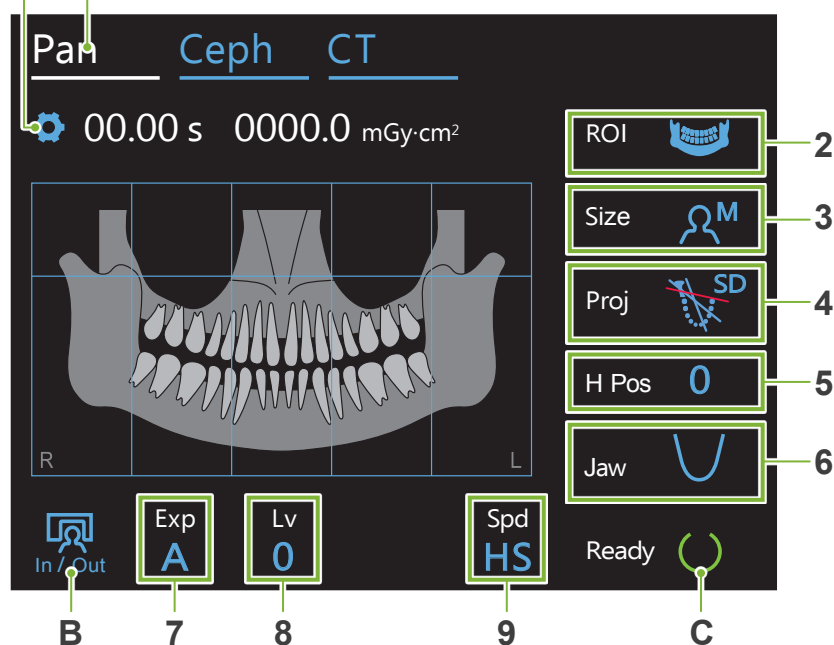 Pan Ceph CT
00.00 s 0000.0 mGy·cm²
ROI
2
Size M
3
Proj SD
4
H Pos 0
5
Jaw
6
R L
In / Out
Exp
A
Lv
0
Spd
HS
Ready
B 7 8 9 C